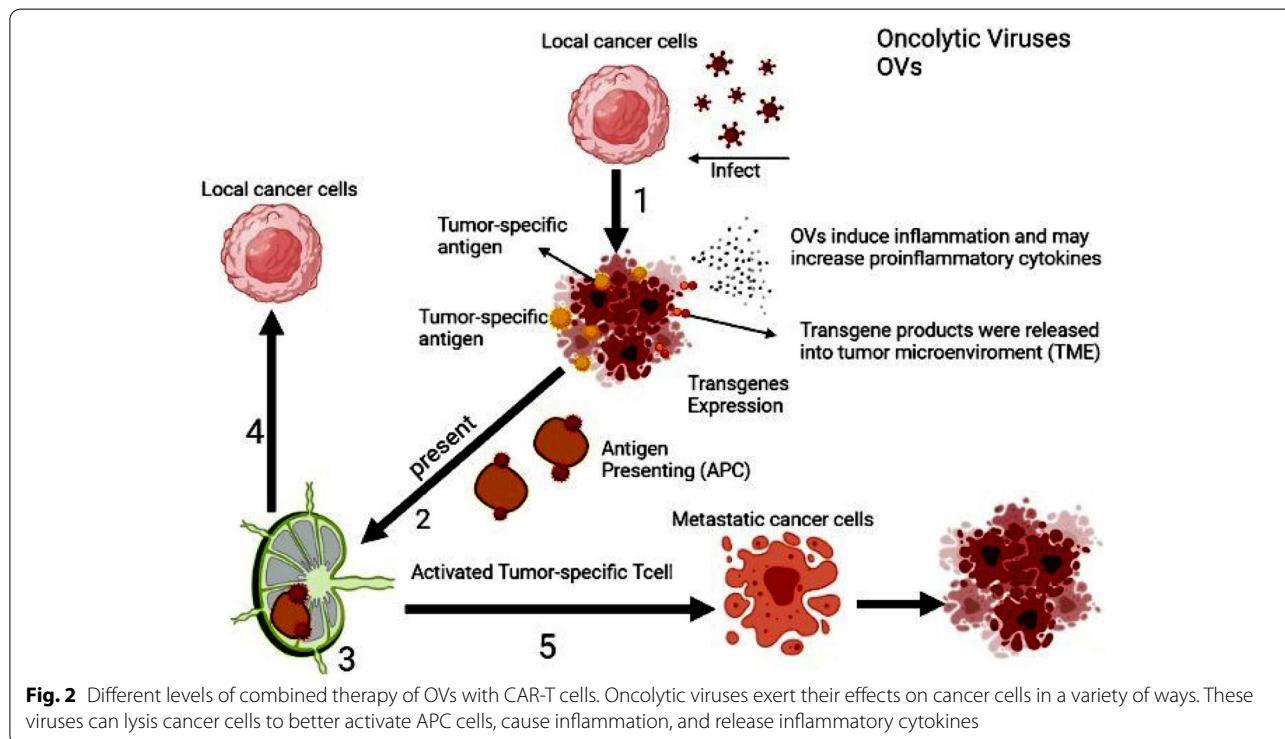 Local cancer cells
Oncolytic Viruses
OVs
Infect
1
Local cancer cells
Tumor-specific
antigen
OVs induce inflammation and may
increase proinflammatory cytokines
Tumor-specific
antigen
Transgene products were released
into tumor microenviroment (TME)
Transgenes
Expression
4
present
2
Antigen
Presenting (APC)
Metastatic cancer cells
Activated Tumor-specific Tcell
3
5
Fig. 2 Different levels of combined therapy of OVs with CAR-T cells. Oncolytic viruses exert their effects on cancer cells in a variety of ways. These
viruses can lysis cancer cells to better activate APC cells, cause inflammation, and release inflammatory cytokines